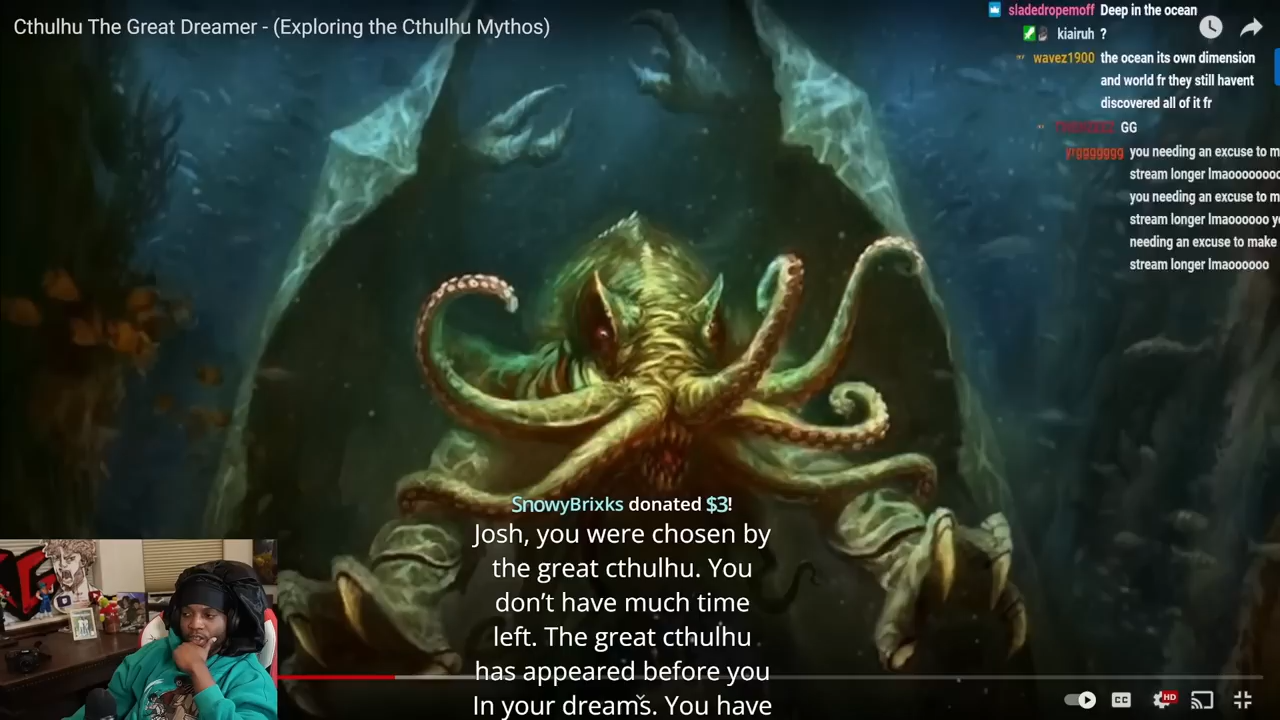 Cthulhu The Great Dreamer - (Exploring the Cthulhu Mythos)
sladedropemoff Deep in the ocean
kiairuh ?
wavez1900 the ocean its own dimension
and world fr they still havent
discovered all of it fr
GG
yrggggggg you needing an excuse to m
stream longer lmaoooooooo
you needing an excuse to m
stream longer lmaoooooo y
needing an excuse to make
stream longer lmaoooooo
SnowyBrixks donated $3!
Josh, you were chosen by
the great cthulhu. You
don’t have much time
left. The great cthulhu
has appeared before you
In your dreams. You have
CC
HD